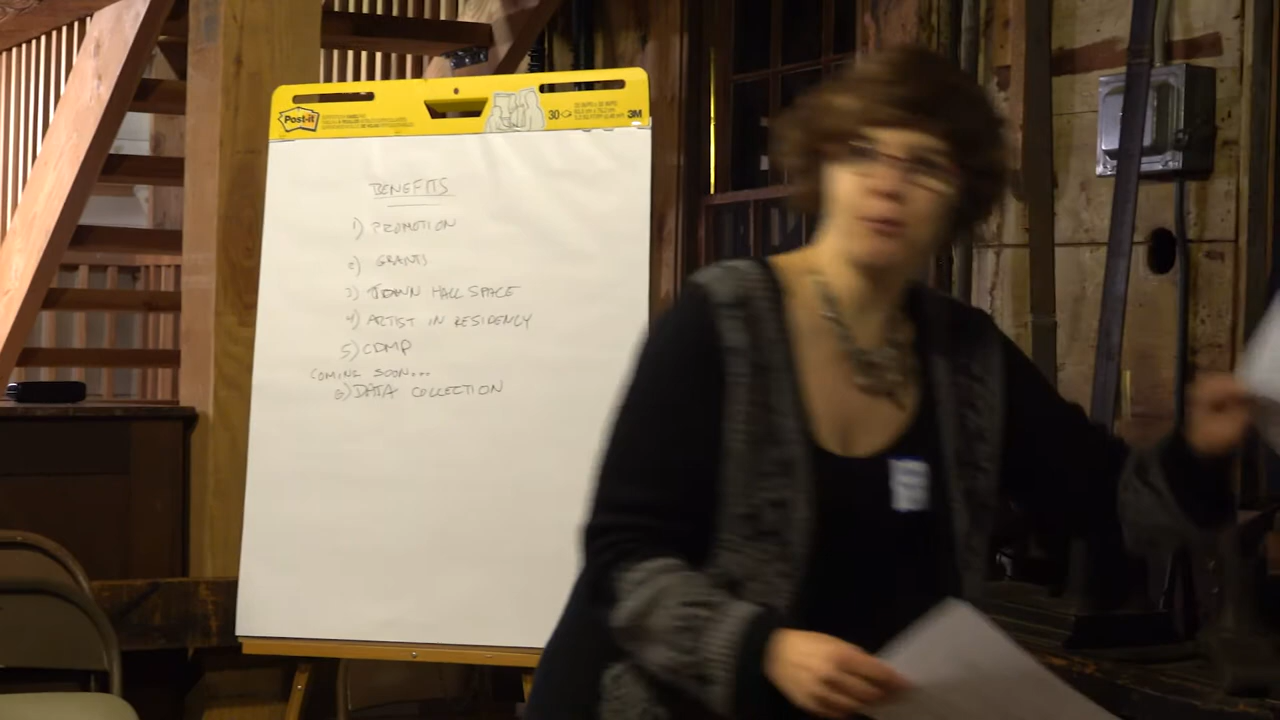 Post-it
30
3M
BENEFITS
1) PROMOTION
2) GRANTS
3) TOWN HALL SPACE
4) ARTIST IN RESIDENCY
5) CDMP
COMING SOON...
6) DATA COLLECTION